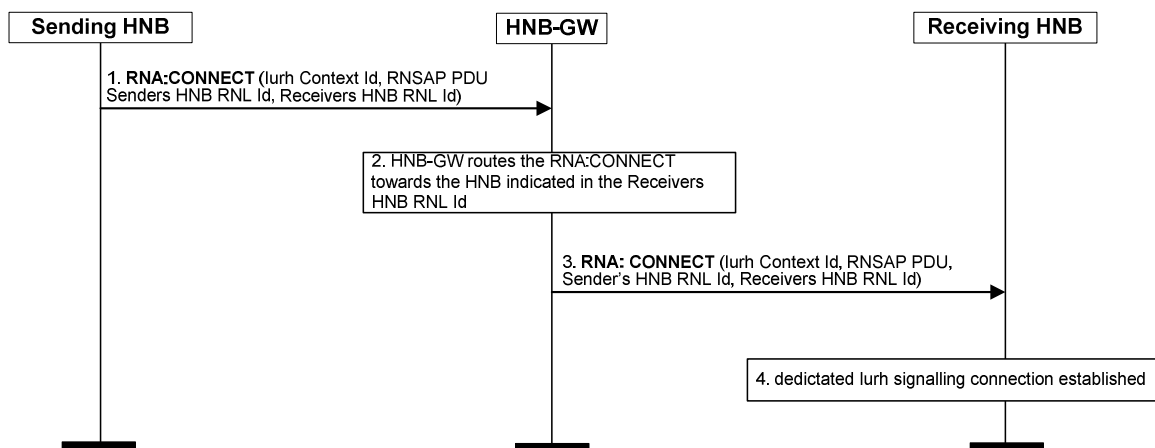 Sending HNB
HNB-GW
Receiving HNB
1. RNA:CONNECT (Iurh Context Id, RNSAP PDU
Senders HNB RNL Id, Receivers HNB RNL Id)
2. HNB-GW routes the RNA:CONNECT
towards the HNB indicated in the Receivers
HNB RNL Id
3. RNA: CONNECT (Iurh Context Id, RNSAP PDU,
Sender's HNB RNL Id, Receivers HNB RNL Id)
4. dedictated Iurh signalling connection established